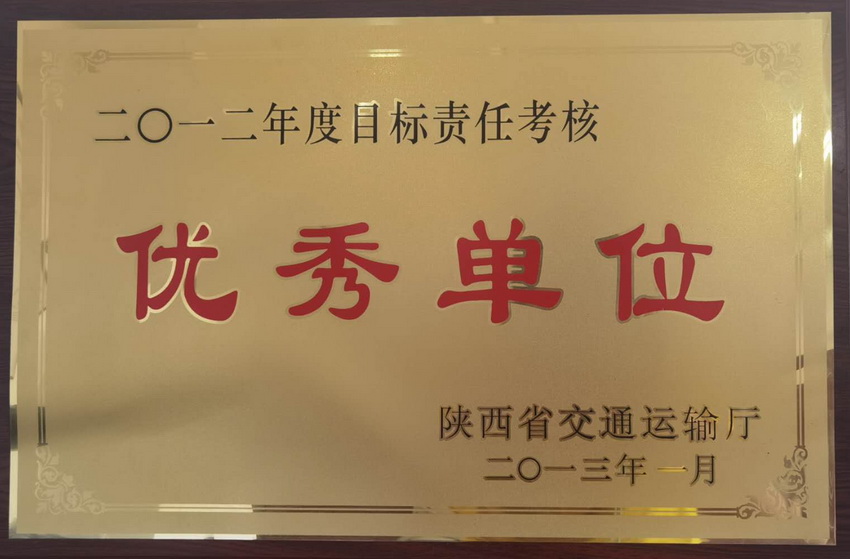 二〇一二年度目标责任考核
优秀单位
陕西省交通运输厅
二〇一三年一月